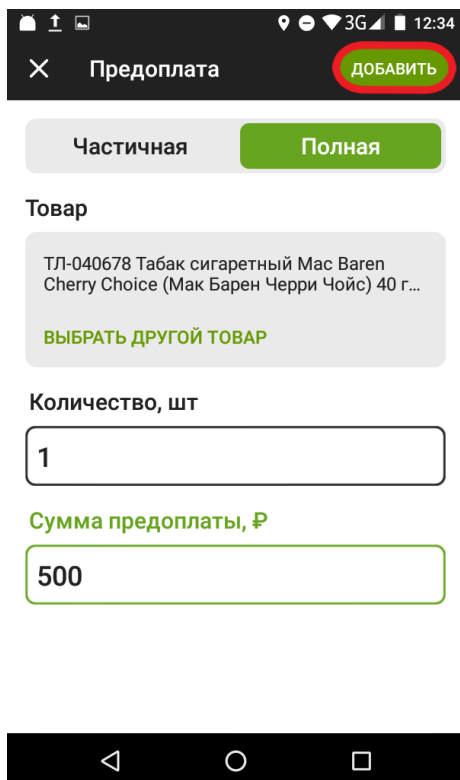 3G 12:34
Предоплата ДОБАВИТЬ
Частичная Полная
Товар
ТЛ-040678 Табак сигаретный Mac Baren
Cherry Choice (Мак Барен Черри Чойс) 40 г...
ВЫБРАТЬ ДРУГОЙ ТОВАР
Количество, шт
1
Сумма предоплаты, ₽
500